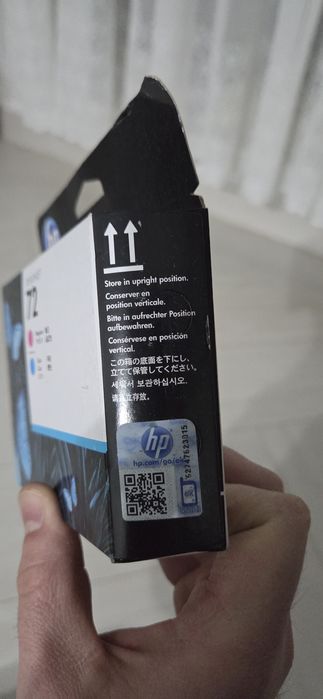 hp
72
Store in upright position.
Conserver en
position verticale.
Bitte in aufrechter Position
aufbewahren.
Consérvese en posición
vertical.
この箱の底面を下にし、
立てて保管してください。
세워서 보관하십시오.
请直立存放。
hp
hp.com/go/ok